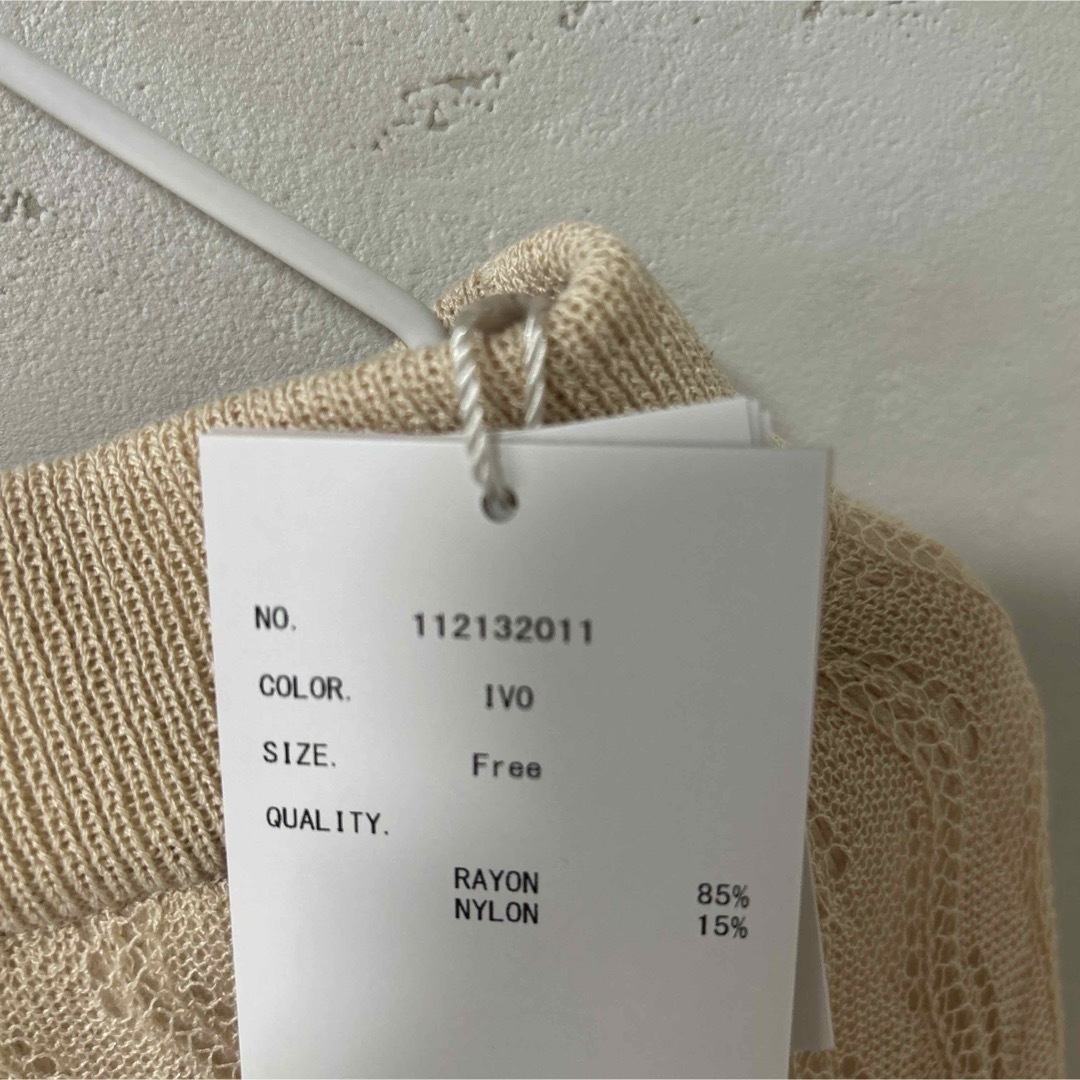 NO. 112132011
COLOR. IVO
SIZE. Free
QUALITY.
RAYON 85%
NYLON 15%